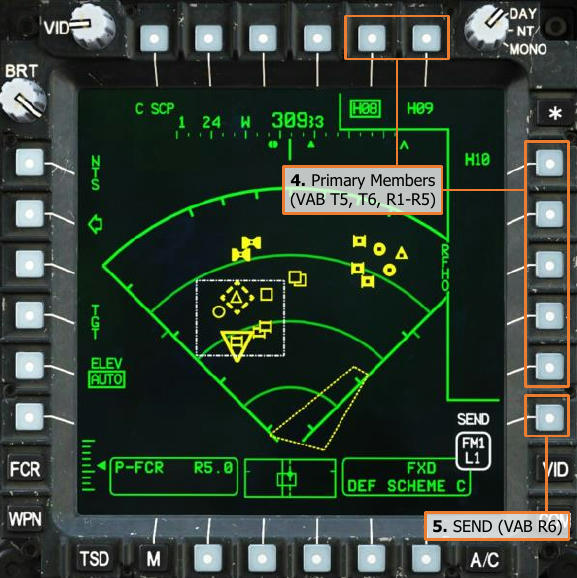 VID
DAY
NT
MONO
BRT
C SCP
H08
H09
1 24 W 309 33
*
NTS
H10
4. Primary Members
(VAB T5, T6, R1-R5)
RFHO
TGT
ELEV
AUTO
SEND
FM1
L1
FCR
P-FCR R5.0
FXD
DEF SCHEME C
VID
WPN
5. SEND (VAB R6)
TSD
M
A/C